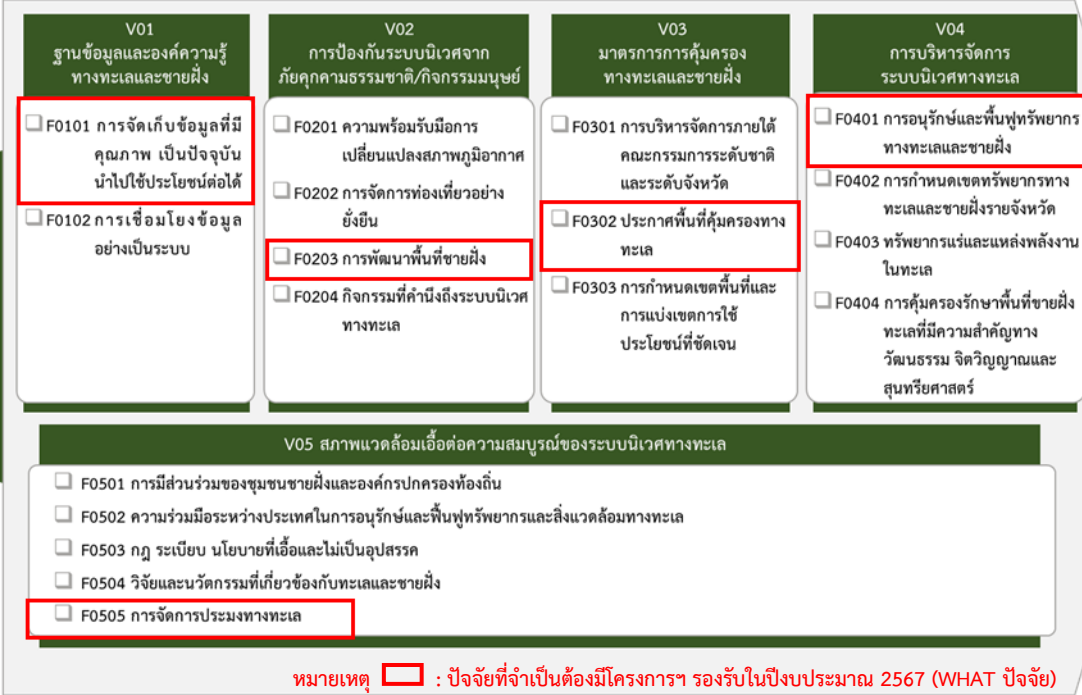 V01
ฐานข้อมูลและองค์ความรู้
ทางทะเลและชายฝั่ง
F0101 การจัดเก็บข้อมูลที่มี
คุณภาพ เป็นปัจจุบัน
นำไปใช้ประโยชน์ต่อได้
F0102 การเชื่อมโยงข้อมูล
อย่างเป็นระบบ
V02
การป้องกันระบบนิเวศจาก
ภัยคุกคามธรรมชาติ/กิจกรรมมนุษย์
F0201 ความพร้อมรับมือการ
เปลี่ยนแปลงสภาพภูมิอากาศ
F0202 การจัดการท่องเที่ยวอย่าง
ยั่งยืน
F0203 การพัฒนาพื้นที่ชายฝั่ง
F0204 กิจกรรมที่คำนึงถึงระบบนิเวศ
ทางทะเล
V03
มาตรการการคุ้มครอง
ทางทะเลและชายฝั่ง
F0301 การบริหารจัดการภายใต้
คณะกรรมการระดับชาติ
และระดับจังหวัด
F0302 ประกาศพื้นที่คุ้มครองทาง
ทะเล
F0303 การกำหนดเขตพื้นที่และ
การแบ่งเขตการใช้
ประโยชน์ที่ชัดเจน
V04
การบริหารจัดการ
ระบบนิเวศทางทะเล
F0401 การอนุรักษ์และฟื้นฟูทรัพยากร
ทางทะเลและชายฝั่ง
F0402 การกำหนดเขตทรัพยากรทาง
ทะเลและชายฝั่งรายจังหวัด
F0403 ทรัพยากรแร่และแหล่งพลังงาน
ในทะเล
F0404 การคุ้มครองรักษาพื้นที่ชายฝั่ง
ทะเลที่มีความสำคัญทาง
วัฒนธรรม จิตวิญญาณและ
สุนทรียศาสตร์
V05 สภาพแวดล้อมเอื้อต่อความสมบูรณ์ของระบบนิเวศทางทะเล
F0501 การมีส่วนร่วมของชุมชนชายฝั่งและองค์กรปกครองท้องถิ่น
F0502 ความร่วมมือระหว่างประเทศในการอนุรักษ์และฟื้นฟูทรัพยากรและสิ่งแวดล้อมทางทะเล
F0503 กฎ ระเบียบ นโยบายที่เอื้อและไม่เป็นอุปสรรค
F0504 วิจัยและนวัตกรรมที่เกี่ยวข้องกับทะเลและชายฝั่ง
F0505 การจัดการประมงทางทะเล
หมายเหตุ : ปัจจัยที่จำเป็นต้องมีโครงการฯ รองรับในปีงบประมาณ 2567 (WHAT ปัจจัย)